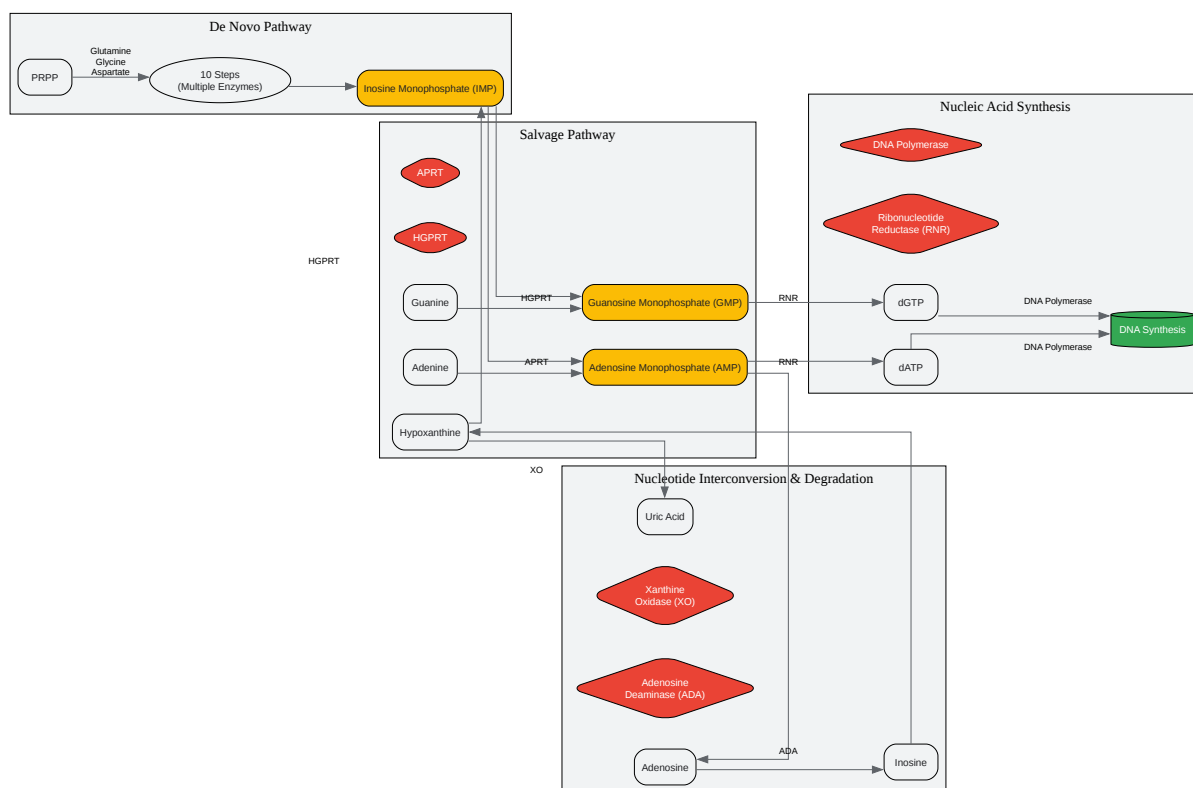 De Novo Pathway
PRPP
Glutamine
Glycine
Aspartate
10 Steps
(Multiple Enzymes)
Inosine Monophosphate (IMP)
Salvage Pathway
APRT
HGPRT
HGPRT
Guanine
HGPRT
Guanosine Monophosphate (GMP)
Adenine
APRT
Adenosine Monophosphate (AMP)
Hypoxanthine
Nucleic Acid Synthesis
DNA Polymerase
Ribonucleotide
Reductase (RNR)
RNR
dGTP
DNA Polymerase
DNA Synthesis
RNR
dATP
DNA Polymerase
XO
Nucleotide Interconversion & Degradation
Uric Acid
Xanthine
Oxidase (XO)
Adenosine
Deaminase (ADA)
Adenosine
ADA
Inosine